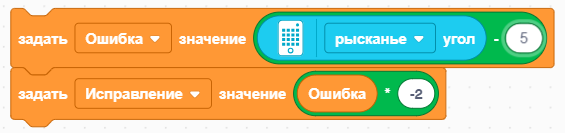 задать Ошибка значение рысканье угол - 5
задать Исправление значение Ошибка * -2